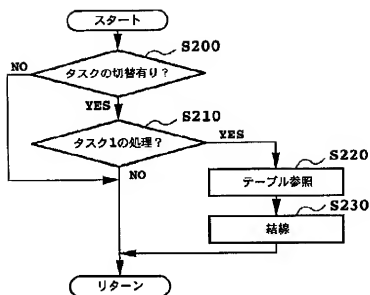 スタート
S200
NO
タスクの切替有り?
YES
S210
タスク1の処理?
YES
NO
S220
テーブル参照
S230
結線
リターン